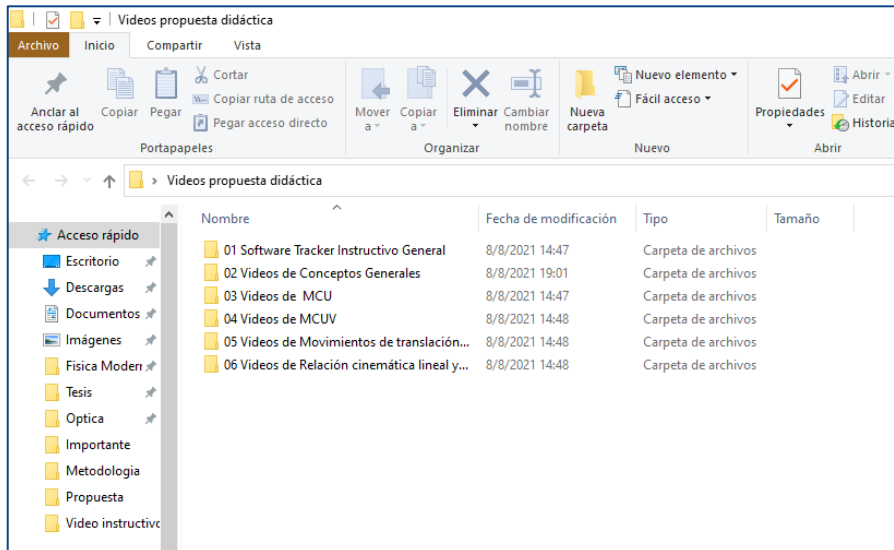 Videos propuesta didáctica
Archivo Inicio Compartir Vista
Anclar al acceso rápido
Copiar
Pegar
Cortar
Copiar ruta de acceso
Pegar acceso directo
Portapapeles
Mover a
Copiar a
Eliminar
Cambiar nombre
Organizar
Nueva carpeta
Nuevo elemento
Fácil acceso
Nuevo
Propiedades
Abrir
Editar
Historia
Abrir
Videos propuesta didáctica
Nombre Fecha de modificación Tipo Tamaño
Acceso rápido
Escritorio
Descargas
Documentos
Imágenes
Fisica Moderr
Tesis
Optica
Importante
Metodologia
Propuesta
Video instructivo
01 Software Tracker Instructivo General 8/8/2021 14:47 Carpeta de archivos
02 Videos de Conceptos Generales 8/8/2021 19:01 Carpeta de archivos
03 Videos de MCU 8/8/2021 14:47 Carpeta de archivos
04 Videos de MCUV 8/8/2021 14:48 Carpeta de archivos
05 Videos de Movimientos de translación... 8/8/2021 14:48 Carpeta de archivos
06 Videos de Relación cinemática lineal y... 8/8/2021 14:48 Carpeta de archivos